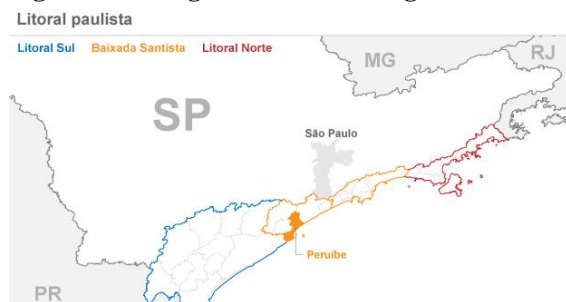 Litoral paulista
Litoral Sul Baixada Santista Litoral Norte
MG
RJ
SP
São Paulo
Peruíbe
PR